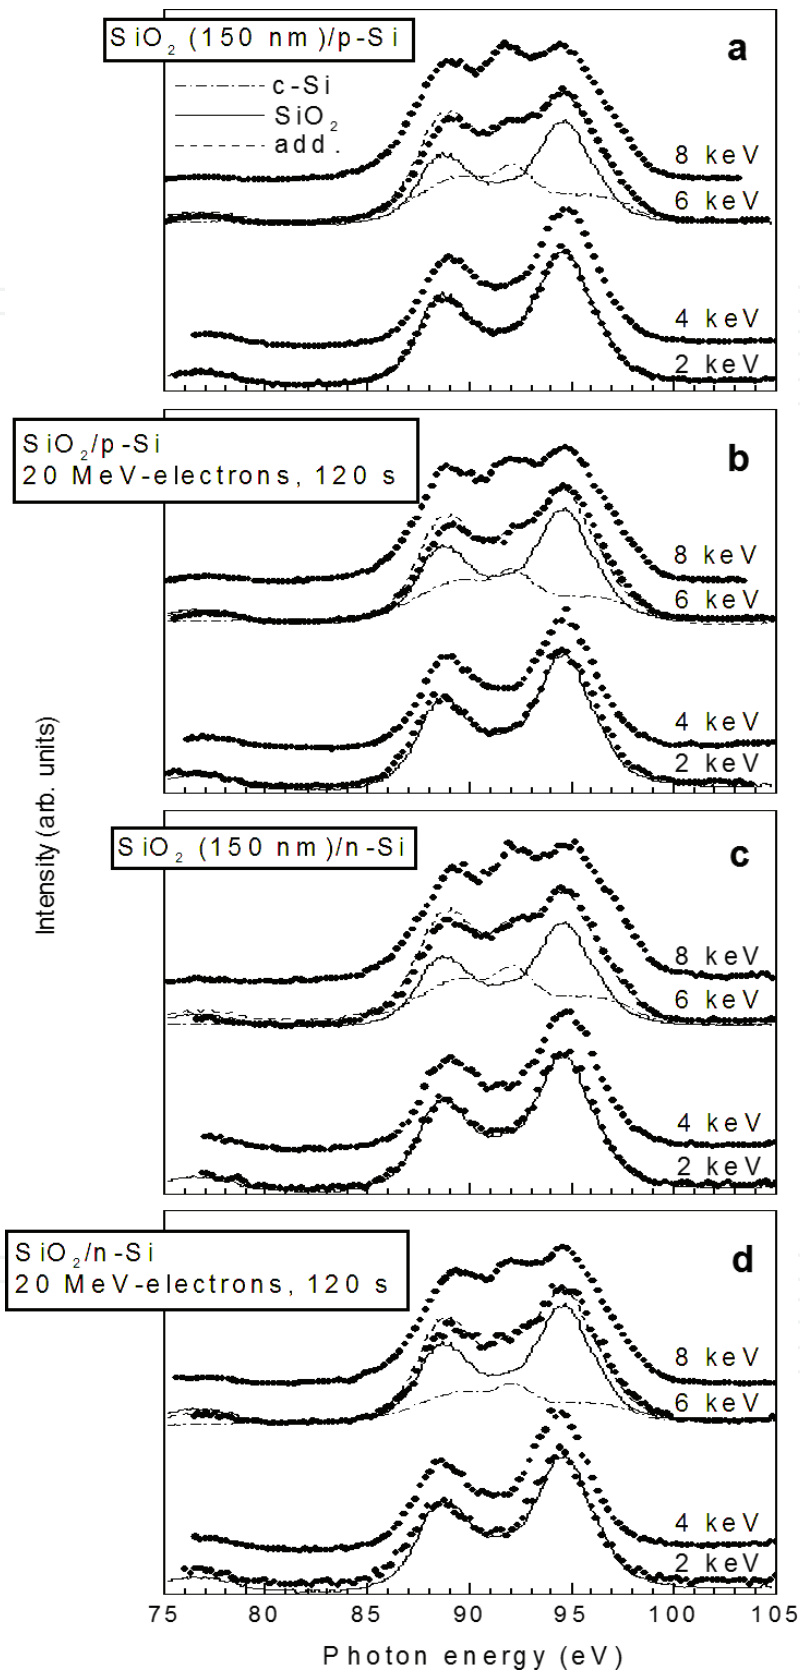 SiO₂ (150 nm)/p-Si
a
c-Si
SiO₂
add.
8 keV
6 keV
4 keV
2 keV
SiO₂/p-Si
20 MeV-electrons, 120 s
b
8 keV
6 keV
4 keV
2 keV
Intensity (arb. units)
SiO₂ (150 nm)/n-Si
c
8 keV
6 keV
4 keV
2 keV
SiO₂/n-Si
20 MeV-electrons, 120 s
d
8 keV
6 keV
4 keV
2 keV
75 80 85 90 95 100 105
Photon energy (eV)